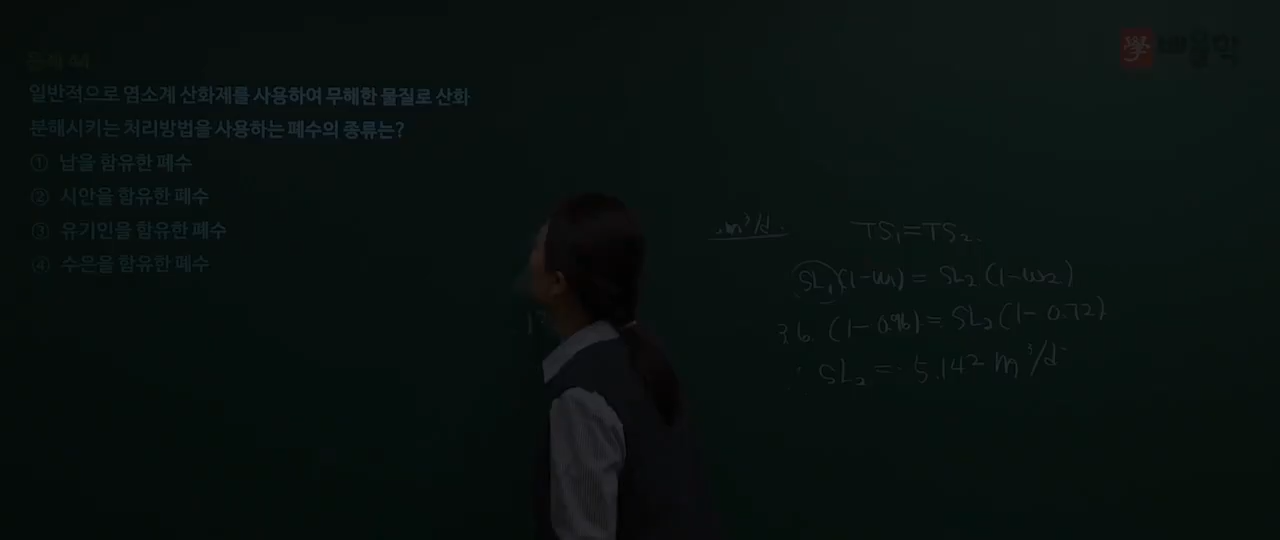 일반적으로 염소계 산화제를 사용하여 무해한 물질로 산화
분해시키는 처리방법을 사용하는 폐수의 종류는?
① 납을 함유한 폐수
② 시안을 함유한 폐수
③ 유기인을 함유한 폐수
④ 수은을 함유한 폐수
學 배울학
m³/d.
TS₁=TS₂.
SL₁(1-w₁) = SL₂(1-w₂)
36. (1-0.96) = SL₂(1-0.72)
∴ SL₂ = 5.142 m³/d